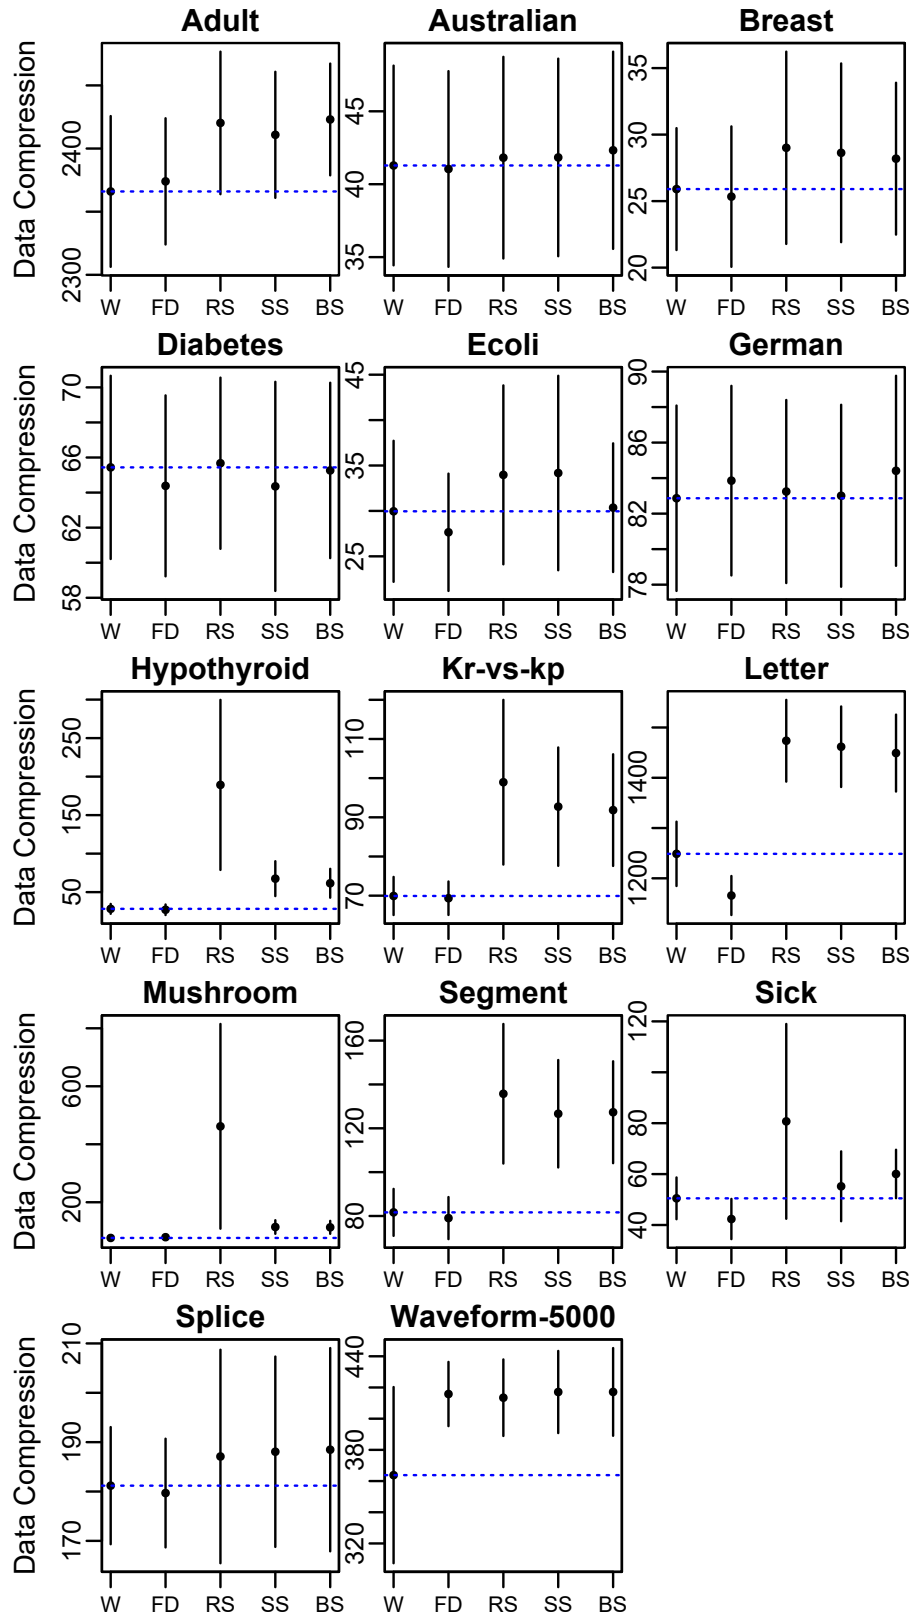 Adult Australian Breast
Data Compression
2300 2400
35 40 45
20 25 30 35
W FD RS SS BS W FD RS SS BS W FD RS SS BS
Diabetes Ecoli German
Data Compression
58 62 66 70
25 35 45
78 82 86 90
W FD RS SS BS W FD RS SS BS W FD RS SS BS
Hypothyroid Kr-vs-kp Letter
Data Compression
50 150 250
70 90 110
1200 1400
W FD RS SS BS W FD RS SS BS W FD RS SS BS
Mushroom Segment Sick
Data Compression
200 600
80 120 160
40 60 80 120
W FD RS SS BS W FD RS SS BS W FD RS SS BS
Splice Waveform-5000
Data Compression
170 190 210
320 380 440
W FD RS SS BS W FD RS SS BS